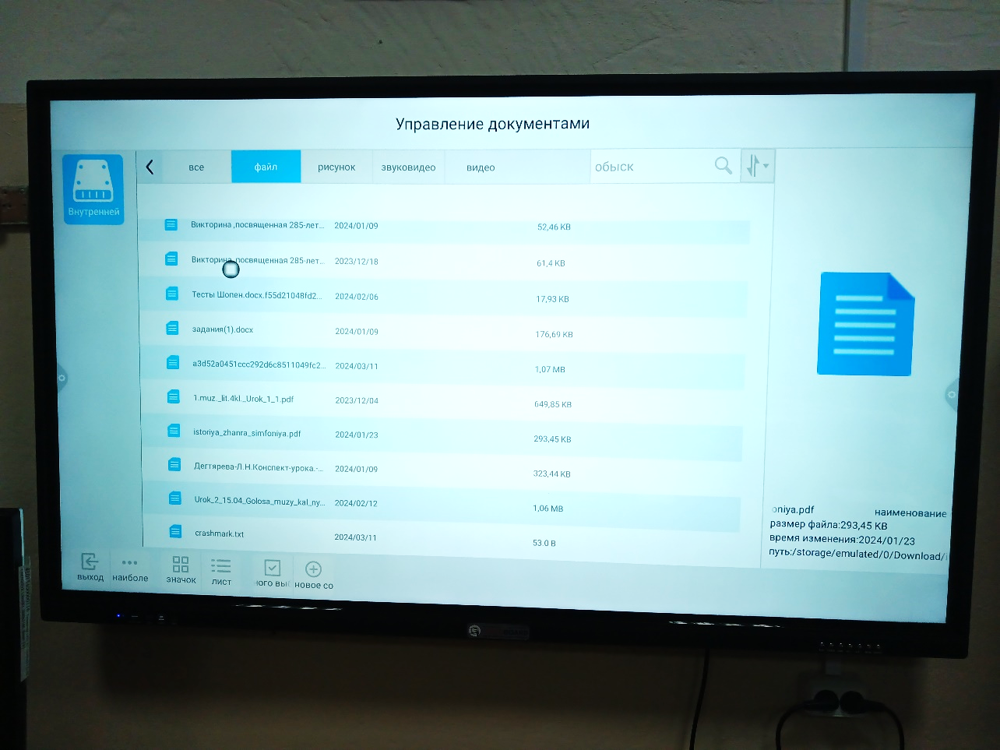 Управление документами
Внутренней
все файл рисунок звуковидео видео обыск
Викторина ,посвященная 285-лет... 2024/01/09 52,46 KB
Викторина посвященная 285-лет... 2023/12/18 61,4 KB
Тесты Шопен.docx.f55d21048fd2... 2024/02/06 17,93 KB
задания(1).docx 2024/01/09 176,69 KB
a3d52a0451ccc292d6c8511049fc2... 2024/03/11 1,07 MB
1.muz._lit.4kl._Urok_1_1.pdf 2023/12/04 649,85 KB
istoriya_zhanra_simfoniya.pdf 2024/01/23 293,45 KB
Дегтярева-Л.Н.Конспект-урока.-... 2024/01/09 323,44 KB
Urok_2_15.04_Golosa_muzy_kal_ny... 2024/02/12 1,06 MB
crashmark.txt 2024/03/11 53.0 B
oniya.pdf наименование
размер файла:293,45 KB
время изменения:2024/01/23
путь:/storage/emulated/0/Download/
выход наиболе значок лист ного вы новое со